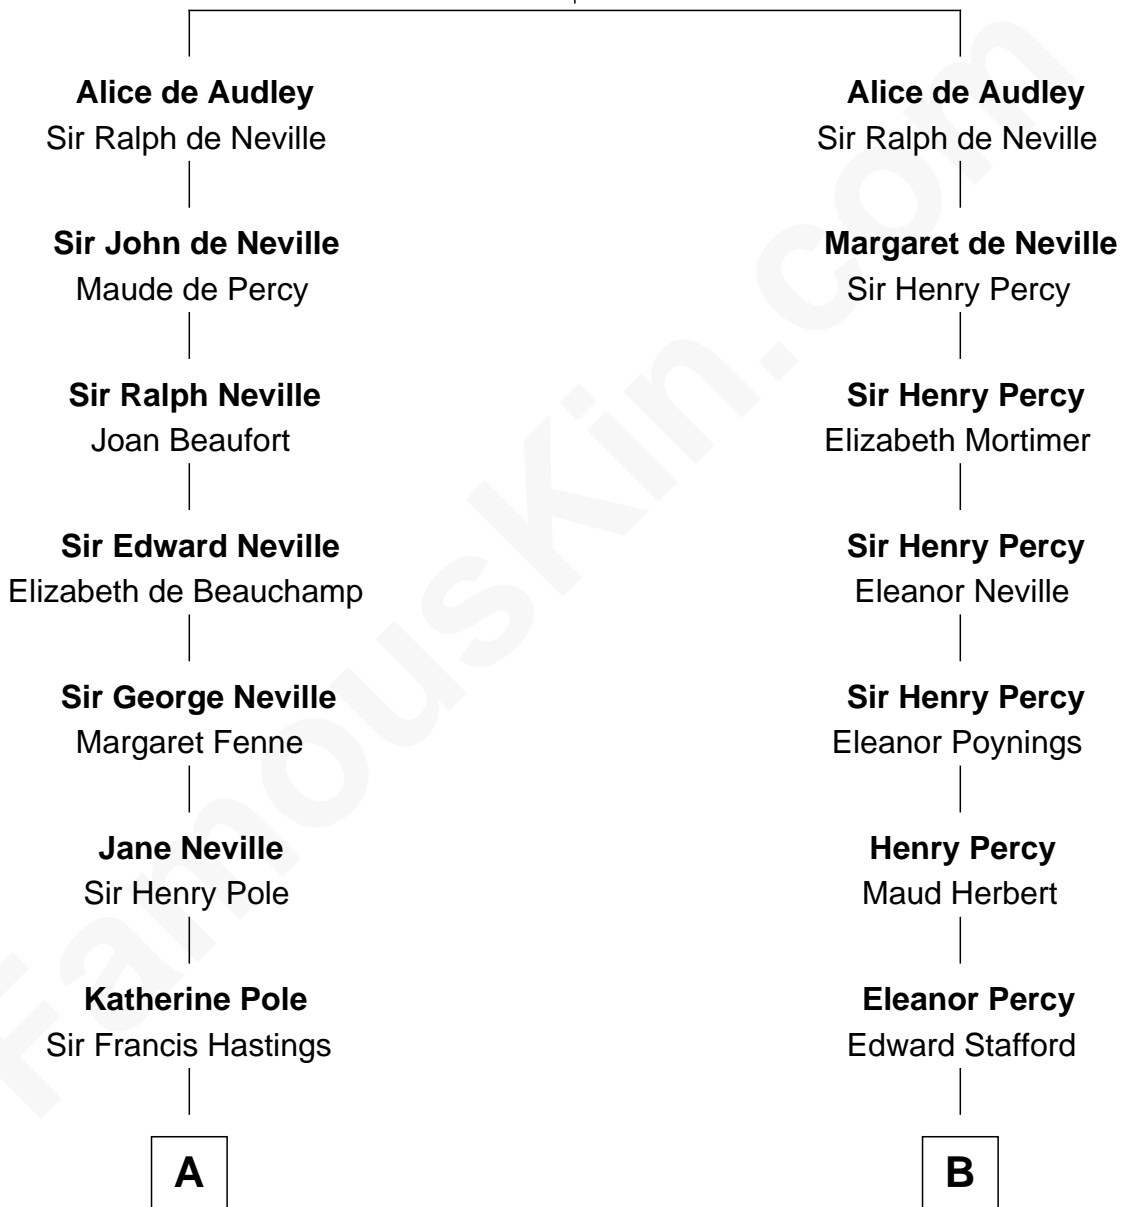 Alice de Audley
Sir Ralph de Neville
Sir John de Neville
Maude de Percy
Sir Ralph Neville
Joan Beaufort
Sir Edward Neville
Elizabeth de Beauchamp
Sir George Neville
Margaret Fenne
Jane Neville
Sir Henry Pole
Katherine Pole
Sir Francis Hastings
A
Alice de Audley
Sir Ralph de Neville
Margaret de Neville
Sir Henry Percy
Sir Henry Percy
Elizabeth Mortimer
Sir Henry Percy
Eleanor Neville
Sir Henry Percy
Eleanor Poynings
Henry Percy
Maud Herbert
Eleanor Percy
Edward Stafford
B
FamousKin.com